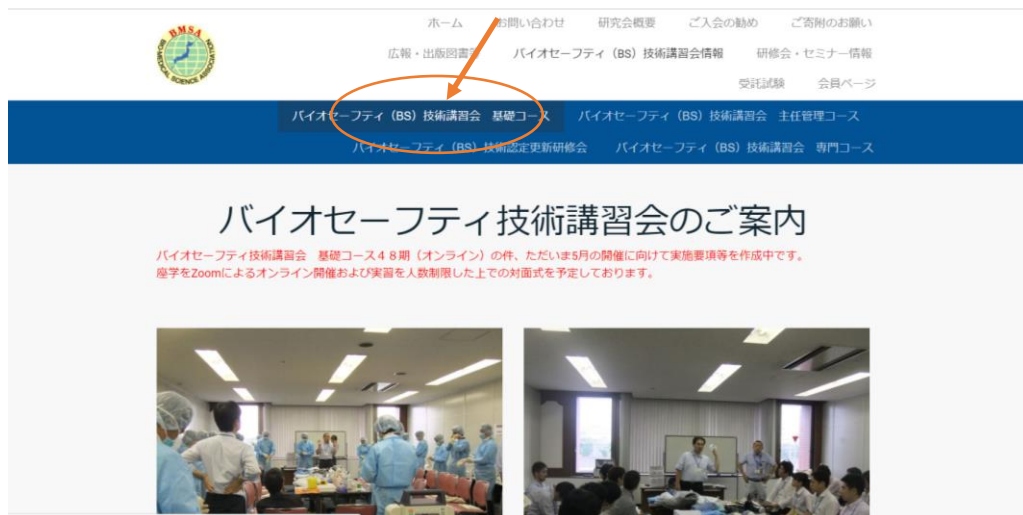 BMSA
BIO-MEDICAL SCIENCE ASSOCIATION
ホーム お問い合わせ 研究会概要 ご入会の勧め ご寄附のお願い
広報・出版図書 バイオセーフティ（BS）技術講習会情報 研修会・セミナー情報
受託試験 会員ページ
バイオセーフティ（BS）技術講習会 基礎コース バイオセーフティ（BS）技術講習会 主任管理コース
バイオセーフティ（BS）技術認定更新研修会 バイオセーフティ（BS）技術講習会 専門コース
バイオセーフティ技術講習会のご案内
バイオセーフティ技術講習会 基礎コース４８期（オンライン）の件、ただいま5月の開催に向けて実施要項等を作成中です。
座学をZoomによるオンライン開催および実習を人数制限した上での対面式を予定しております。